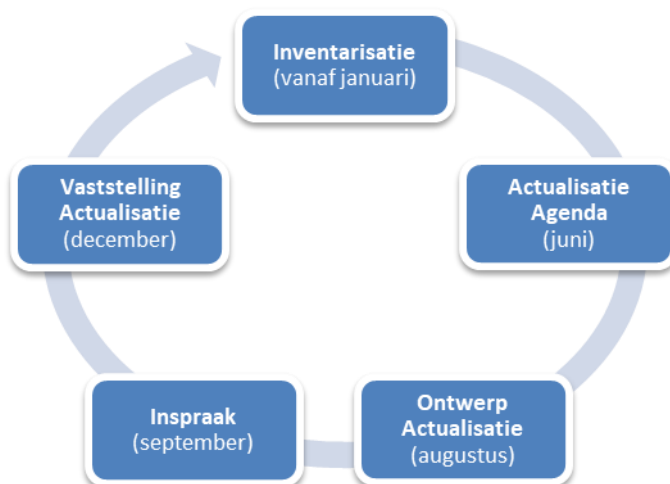 Inventarisatie
(vanaf januari)
Actualisatie
Agenda
(juni)
Ontwerp
Actualisatie
(augustus)
Inspraak
(september)
Vaststelling
Actualisatie
(december)